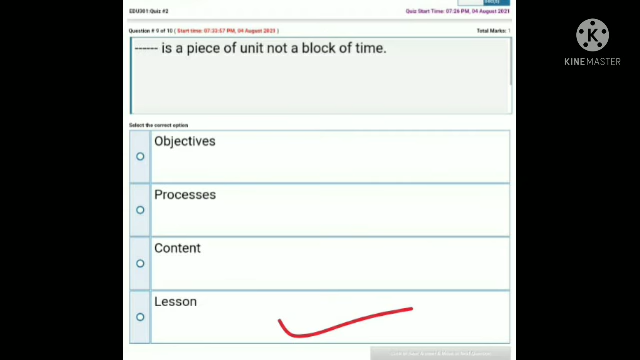 EDU301:Quiz #2
Quiz Start Time: 07:26 PM, 04 August 2021
Question # 9 of 10 ( Start time: 07:33:57 PM, 04 August 2021 )
Total Marks: 1
------ is a piece of unit not a block of time.
Select the correct option
Objectives
Processes
Content
Lesson
K
KINEMASTER